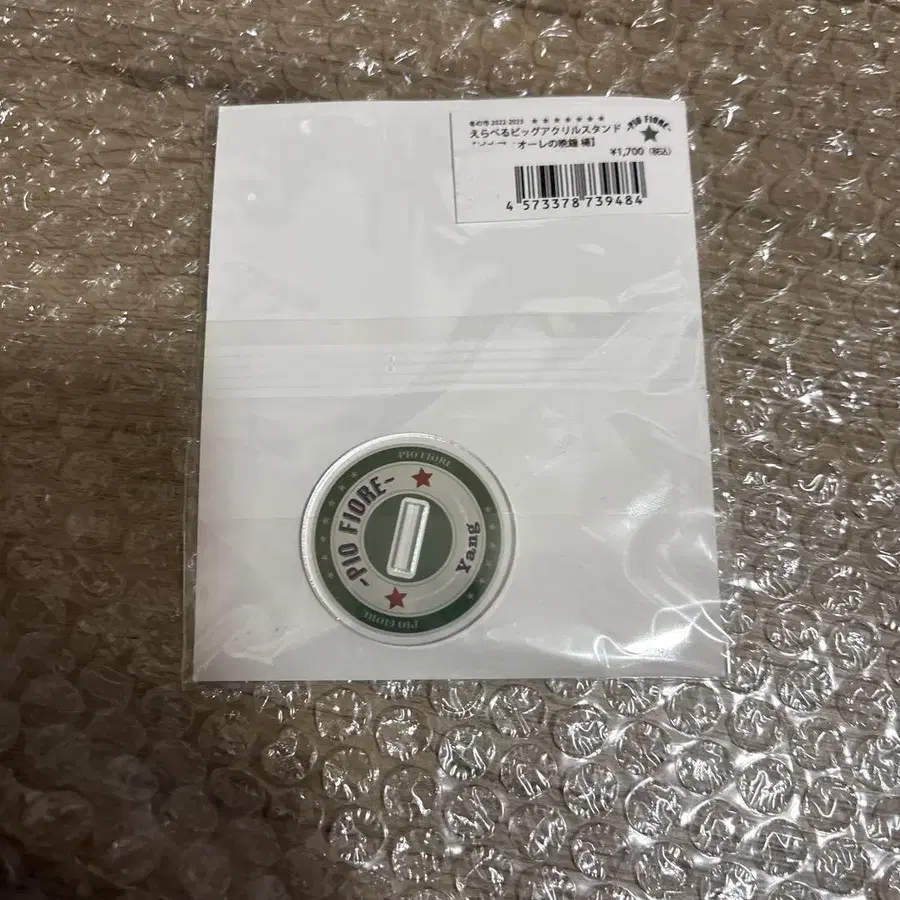 冬の市 2022-2023 ★★★★★★★
えらべるビッグアクリルスタンド
オーレの晩鐘 楊】
¥1,700 (税込)
-PIO FIORE-
★
4 573378 739484
PIO FIORE
-PIO FIORE-
Yang
PIO FIORE